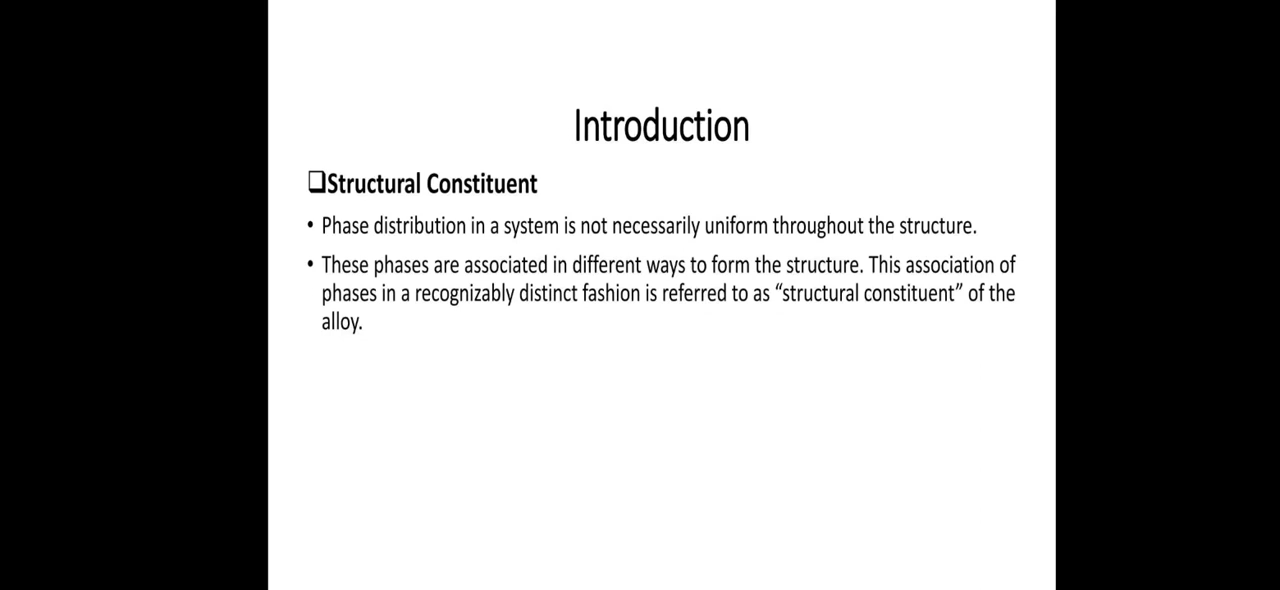 Introduction
❑Structural Constituent
• Phase distribution in a system is not necessarily uniform throughout the structure.
• These phases are associated in different ways to form the structure. This association of
phases in a recognizably distinct fashion is referred to as “structural constituent” of the
alloy.